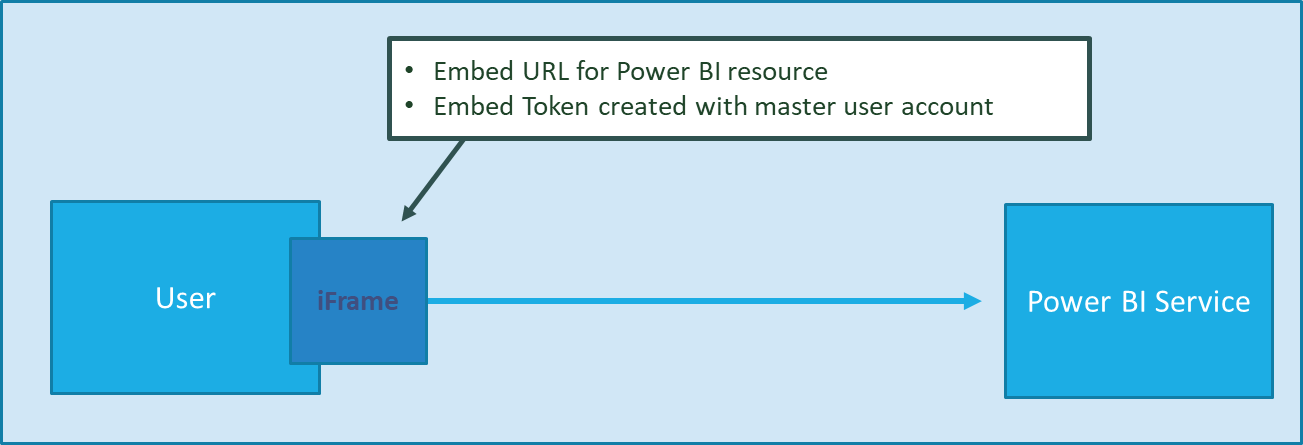 • Embed URL for Power BI resource
• Embed Token created with master user account
User
iFrame
Power BI Service